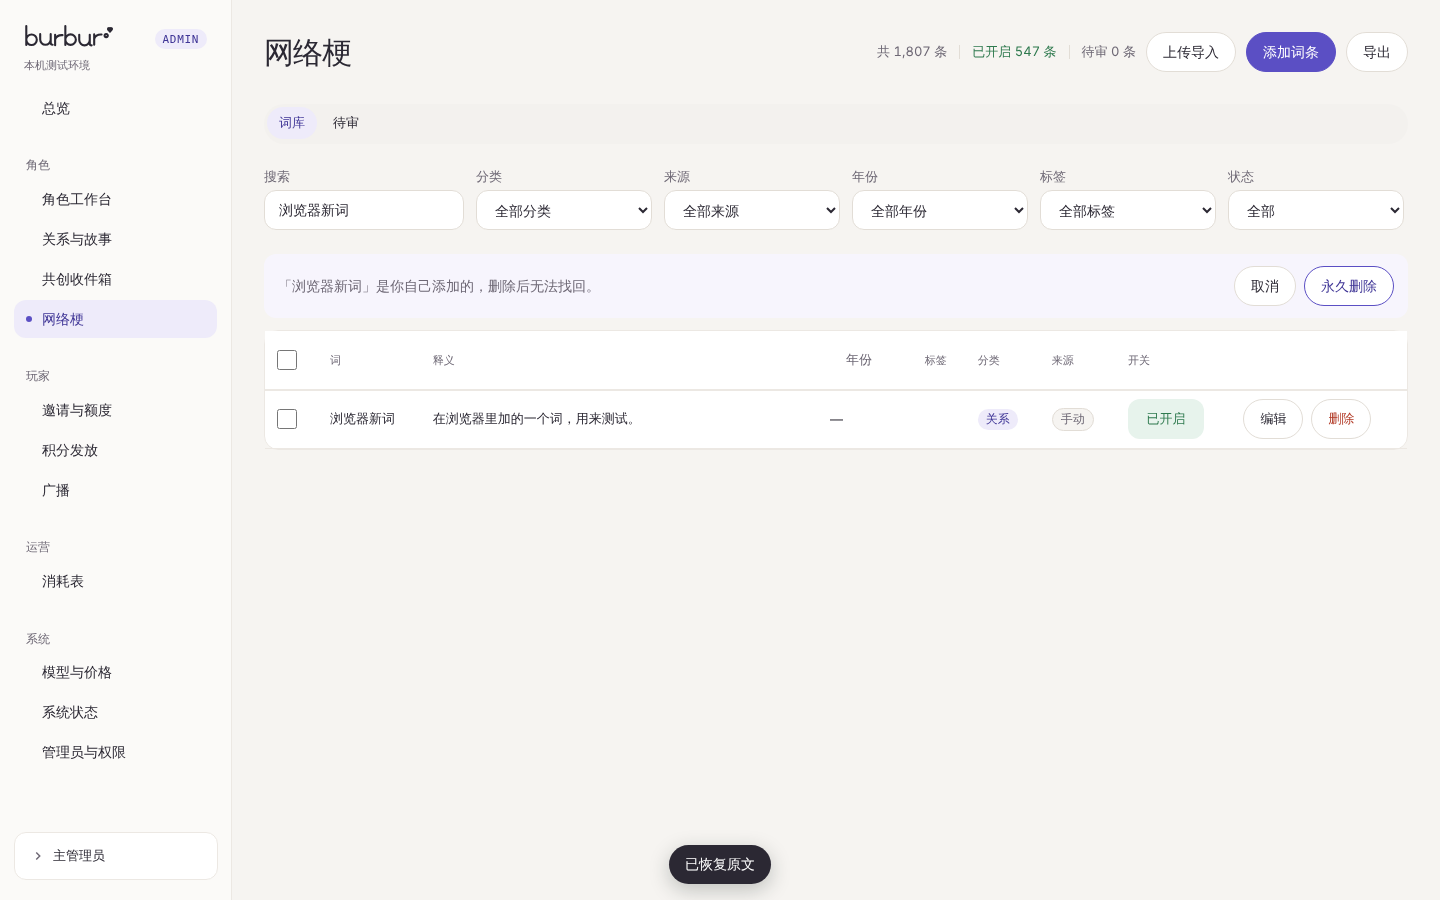 burbur
ADMIN
本机测试环境
总览
角色
角色工作台
关系与故事
共创收件箱
网络梗
玩家
邀请与额度
积分发放
广播
运营
消耗表
系统
模型与价格
系统状态
管理员与权限
主管理员
网络梗
共 1,807 条
已开启 547 条
待审 0 条
上传导入
添加词条
导出
词库
待审
搜索
分类
来源
年份
标签
状态
浏览器新词
全部分类
全部来源
全部年份
全部标签
全部
「浏览器新词」是你自己添加的，删除后无法找回。
取消
永久删除
词
释义
年份
标签
分类
来源
开关
浏览器新词
在浏览器里加的一个词，用来测试。
—
关系
手动
已开启
编辑
删除
已恢复原文